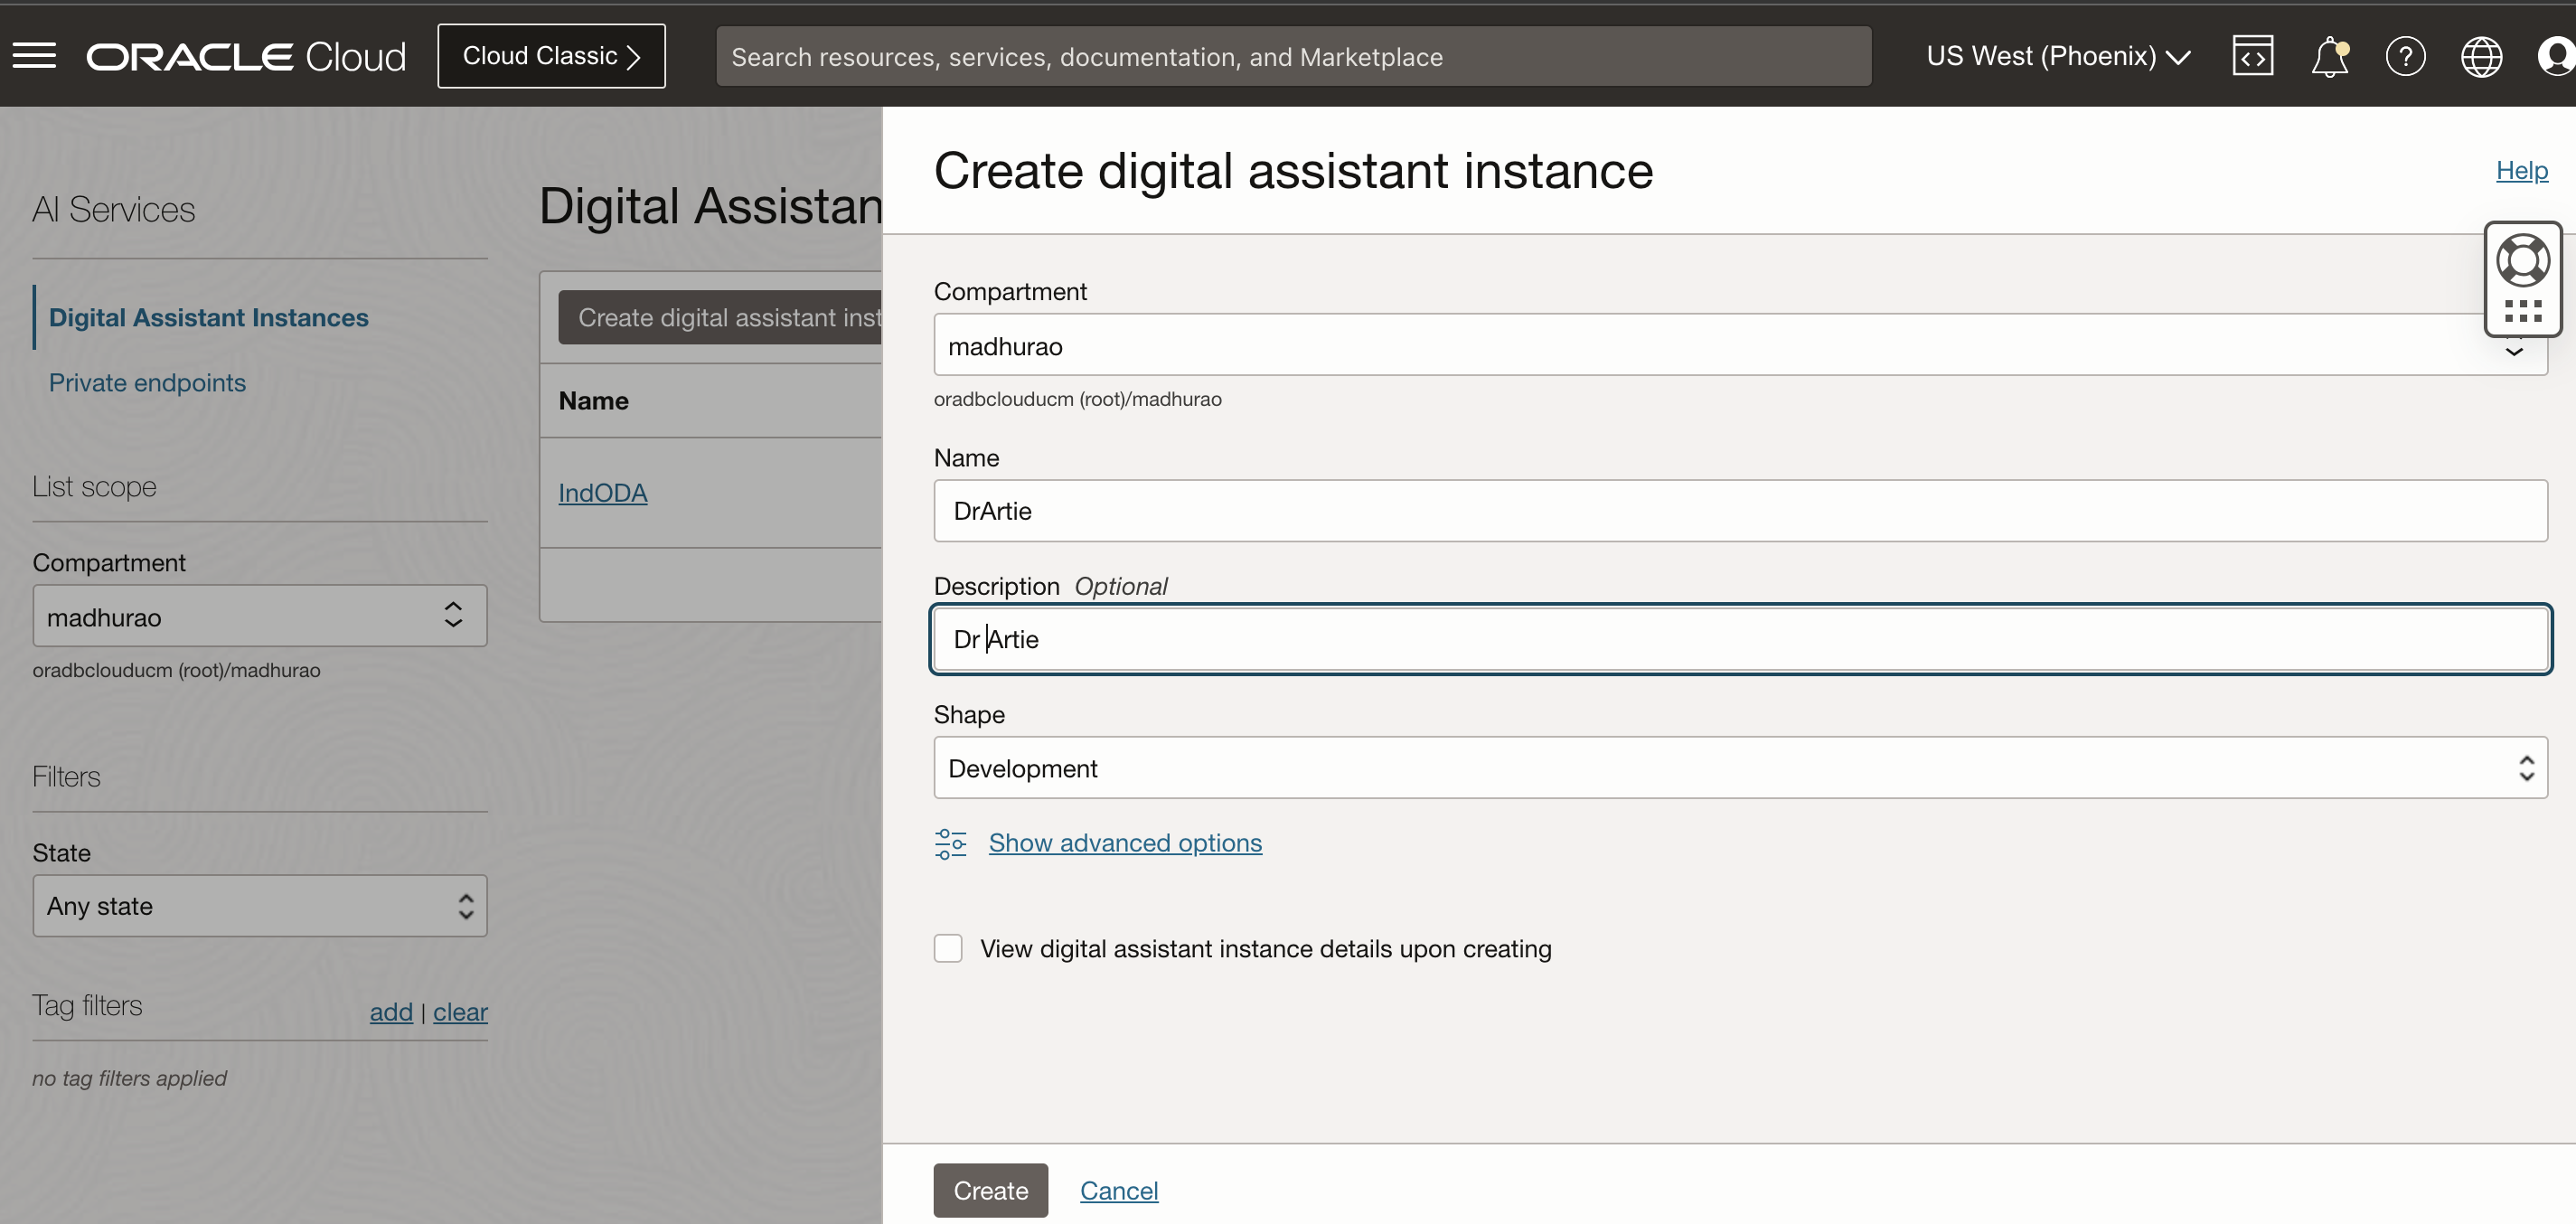 ORACLE Cloud
Cloud Classic
Search resources, services, documentation, and Marketplace
US West (Phoenix)
AI Services
Digital Assistant Instances
Private endpoints
List scope
Compartment
madhurao
oradbclouducm (root)/madhurao
Filters
State
Any state
Tag filters
add | clear
no tag filters applied
Digital Assistan
Create digital assistant inst
Name
IndODA
Create digital assistant instance
Help
Compartment
madhurao
oradbclouducm (root)/madhurao
Name
DrArtie
Description Optional
Dr Artie
Shape
Development
Show advanced options
View digital assistant instance details upon creating
Create
Cancel